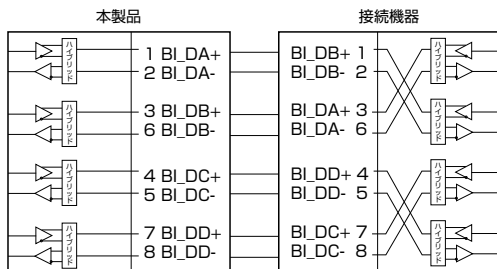 本製品 接続機器
ハイブリッド 1 BI_DA+ BI_DB+ 1 ハイブリッド
2 BI_DA- BI_DB- 2
ハイブリッド 3 BI_DB+ BI_DA+ 3 ハイブリッド
6 BI_DB- BI_DA- 6
ハイブリッド 4 BI_DC+ BI_DD+ 4 ハイブリッド
5 BI_DC- BI_DD- 5
ハイブリッド 7 BI_DD+ BI_DC+ 7 ハイブリッド
8 BI_DD- BI_DC- 8